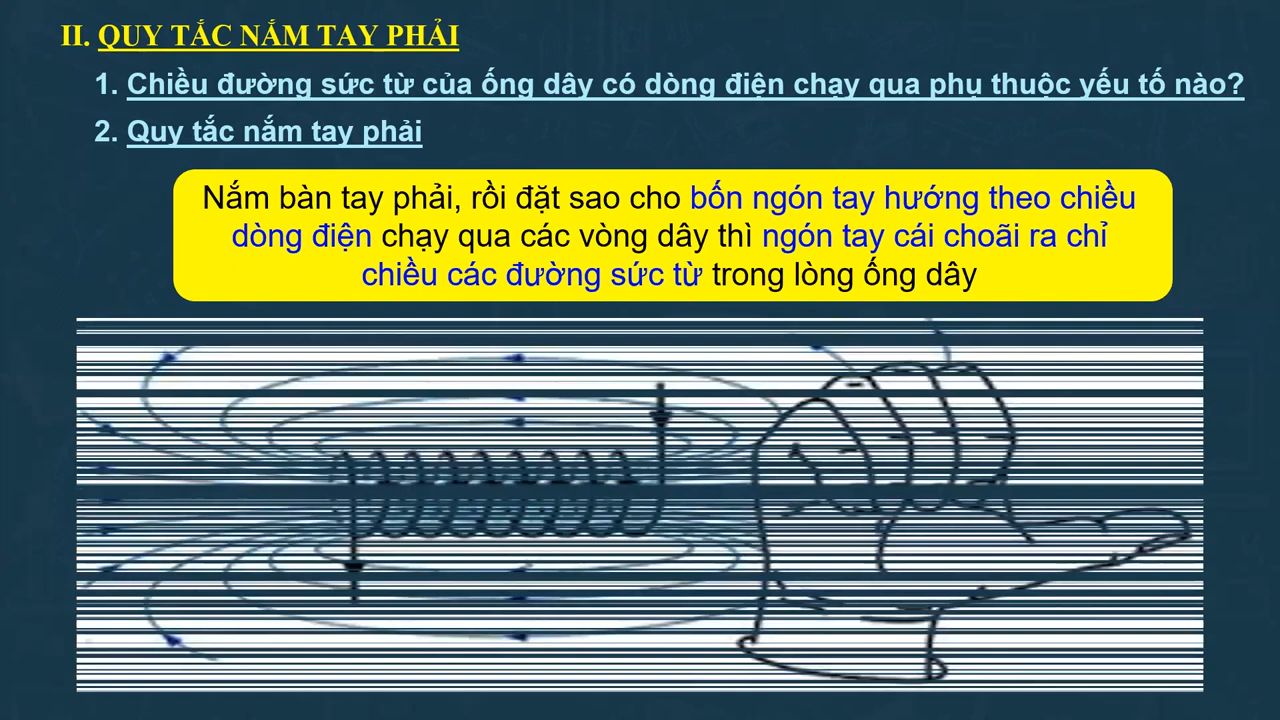 II. QUY TẮC NẮM TAY PHẢI
1. Chiều đường sức từ của ống dây có dòng điện chạy qua phụ thuộc yếu tố nào?
2. Quy tắc nắm tay phải
Nắm bàn tay phải, rồi đặt sao cho bốn ngón tay hướng theo chiều
dòng điện chạy qua các vòng dây thì ngón tay cái choãi ra chỉ
chiều các đường sức từ trong lòng ống dây